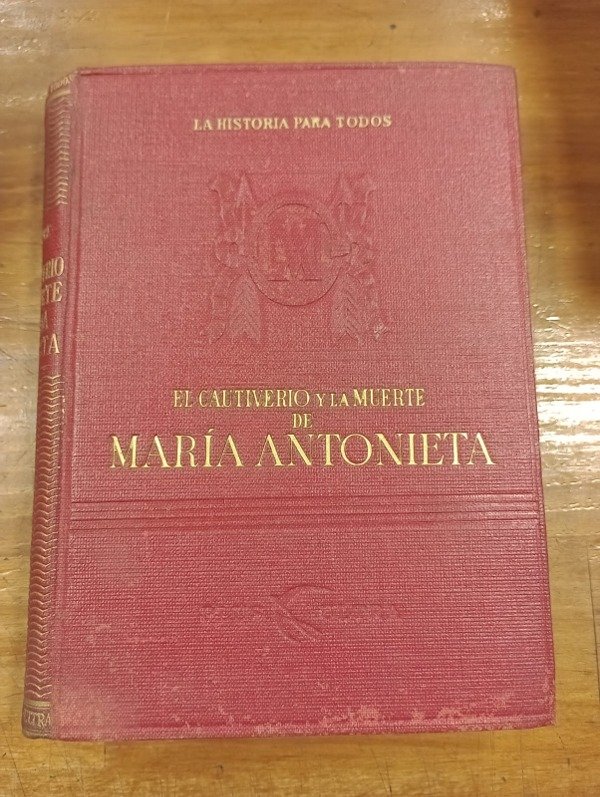 LA HISTORIA PARA TODOS
EL CAUTIVERIO Y LA MUERTE
DE
MARÍA ANTONIETA